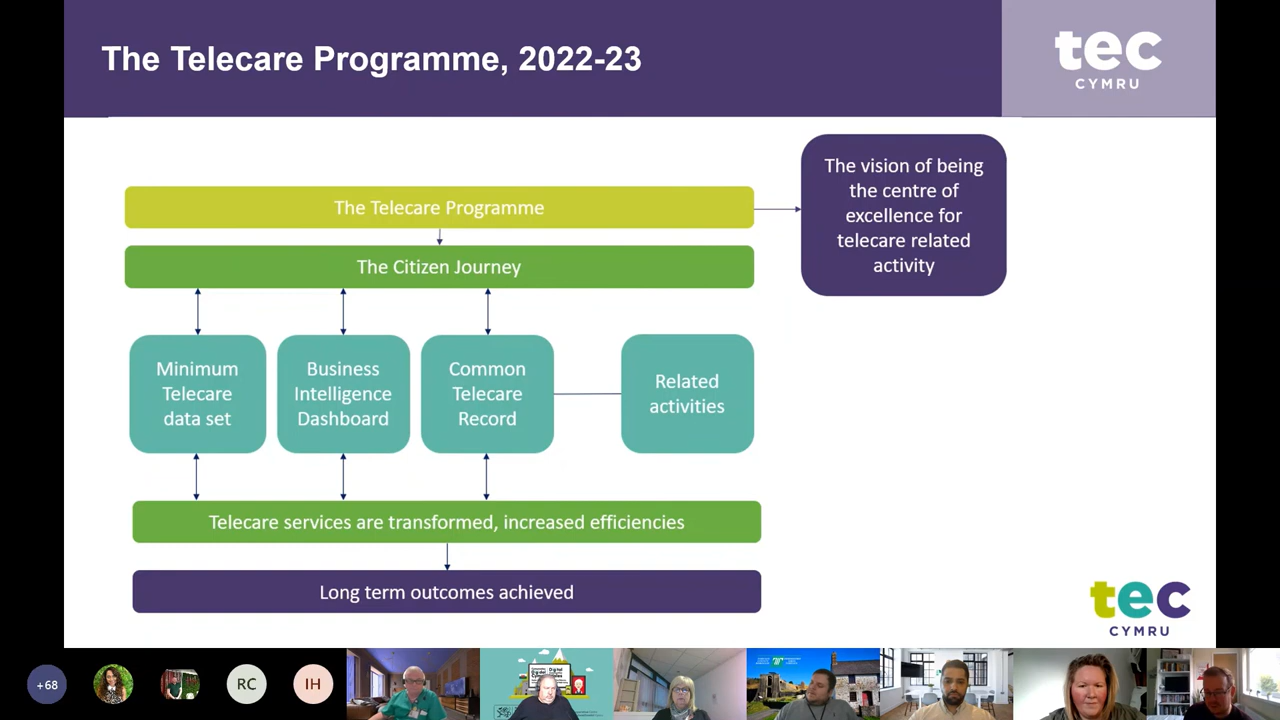 The Telecare Programme, 2022-23
tec
CYMRU
The vision of being
the centre of
excellence for
telecare related
activity
The Telecare Programme
The Citizen Journey
Minimum
Telecare
data set
Business
Intelligence
Dashboard
Common
Telecare
Record
Related
activities
Telecare services are transformed, increased efficiencies
Long term outcomes achieved
tec
CYMRU
+68
RC
IH